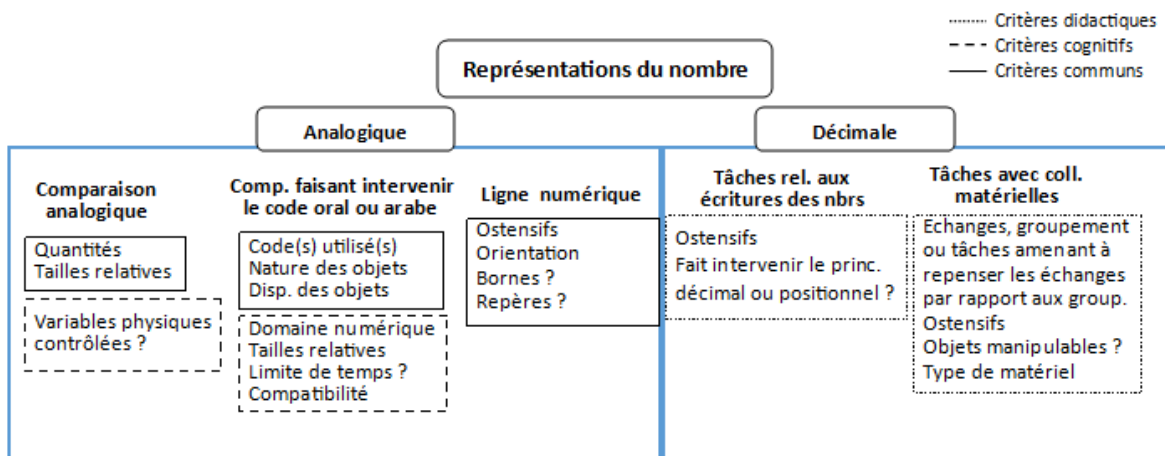 Critères didactiques
Critères cognitifs
Critères communs
Représentations du nombre
Analogique
Décimale
Comparaison
analogique
Quantités
Tailles relatives
Variables physiques
contrôlées ?
Comp. faisant intervenir
le code oral ou arabe
Code(s) utilisé(s)
Nature des objets
Disp. des objets
Domaine numérique
Tailles relatives
Limite de temps ?
Compatibilité
Ligne numérique
Ostensifs
Orientation
Bornes ?
Repères ?
Tâches rel. aux
écritures des nbrs
Ostensifs
Fait intervenir le princ.
décimal ou positionnel ?
Tâches avec coll.
matérielles
Echanges, groupement
ou tâches amenant à
repenser les échanges
par rapport aux group.
Ostensifs
Objets manipulables ?
Type de matériel